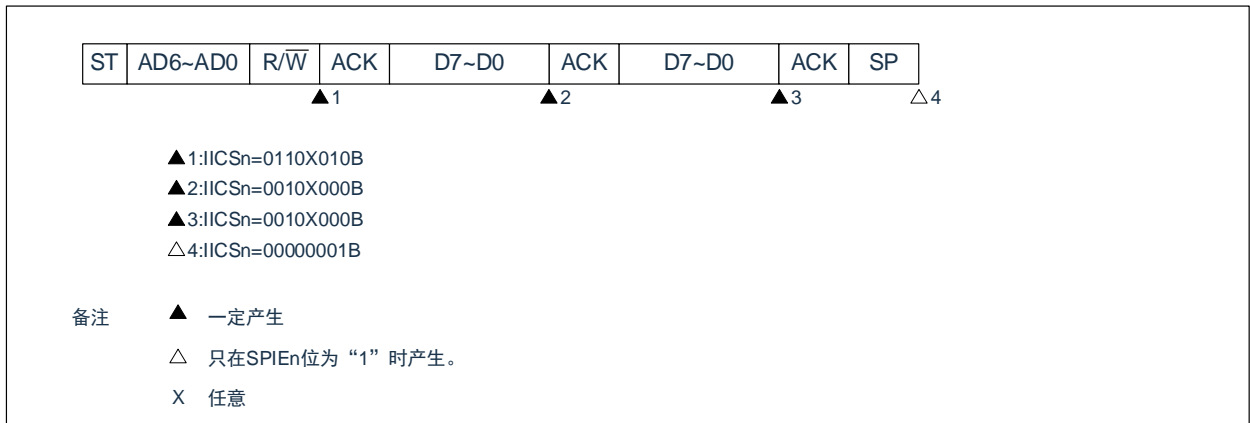 ST AD6~AD0 R/W̅ ACK D7~D0 ACK D7~D0 ACK SP
▲1 ▲2 ▲3 △4
▲1:IICSn=0110X010B
▲2:IICSn=0010X000B
▲3:IICSn=0010X000B
△4:IICSn=00000001B
备注 ▲ 一定产生
△ 只在SPIEn位为“1”时产生。
X 任意